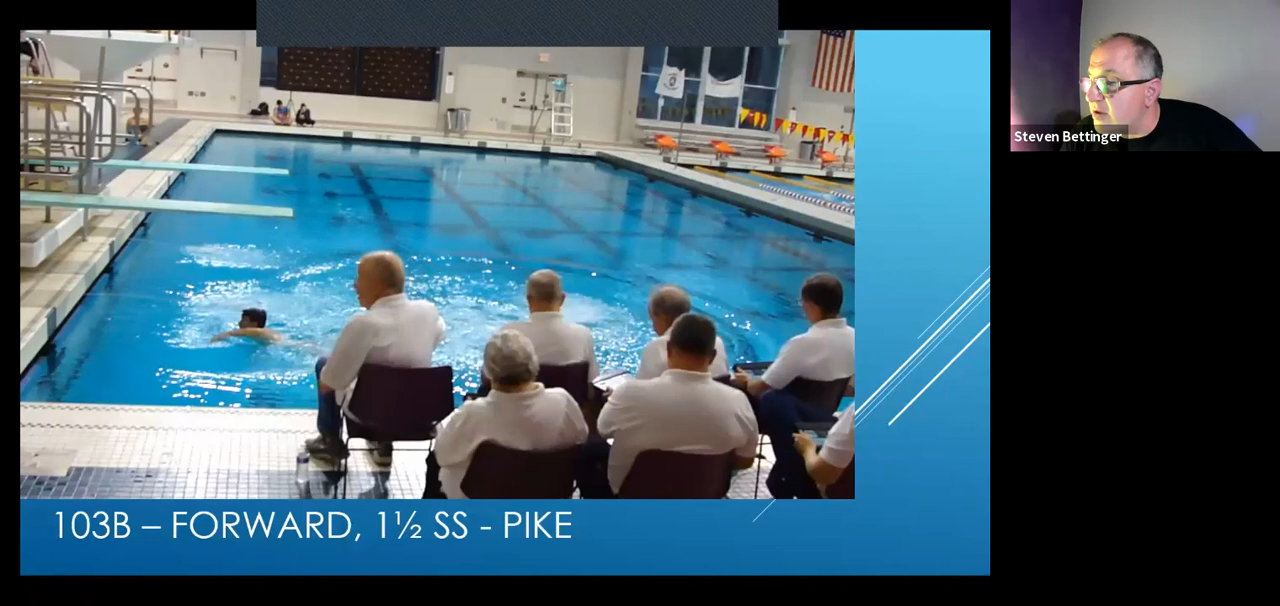 Steven Bettinger
103B – FORWARD, 1½ SS - PIKE